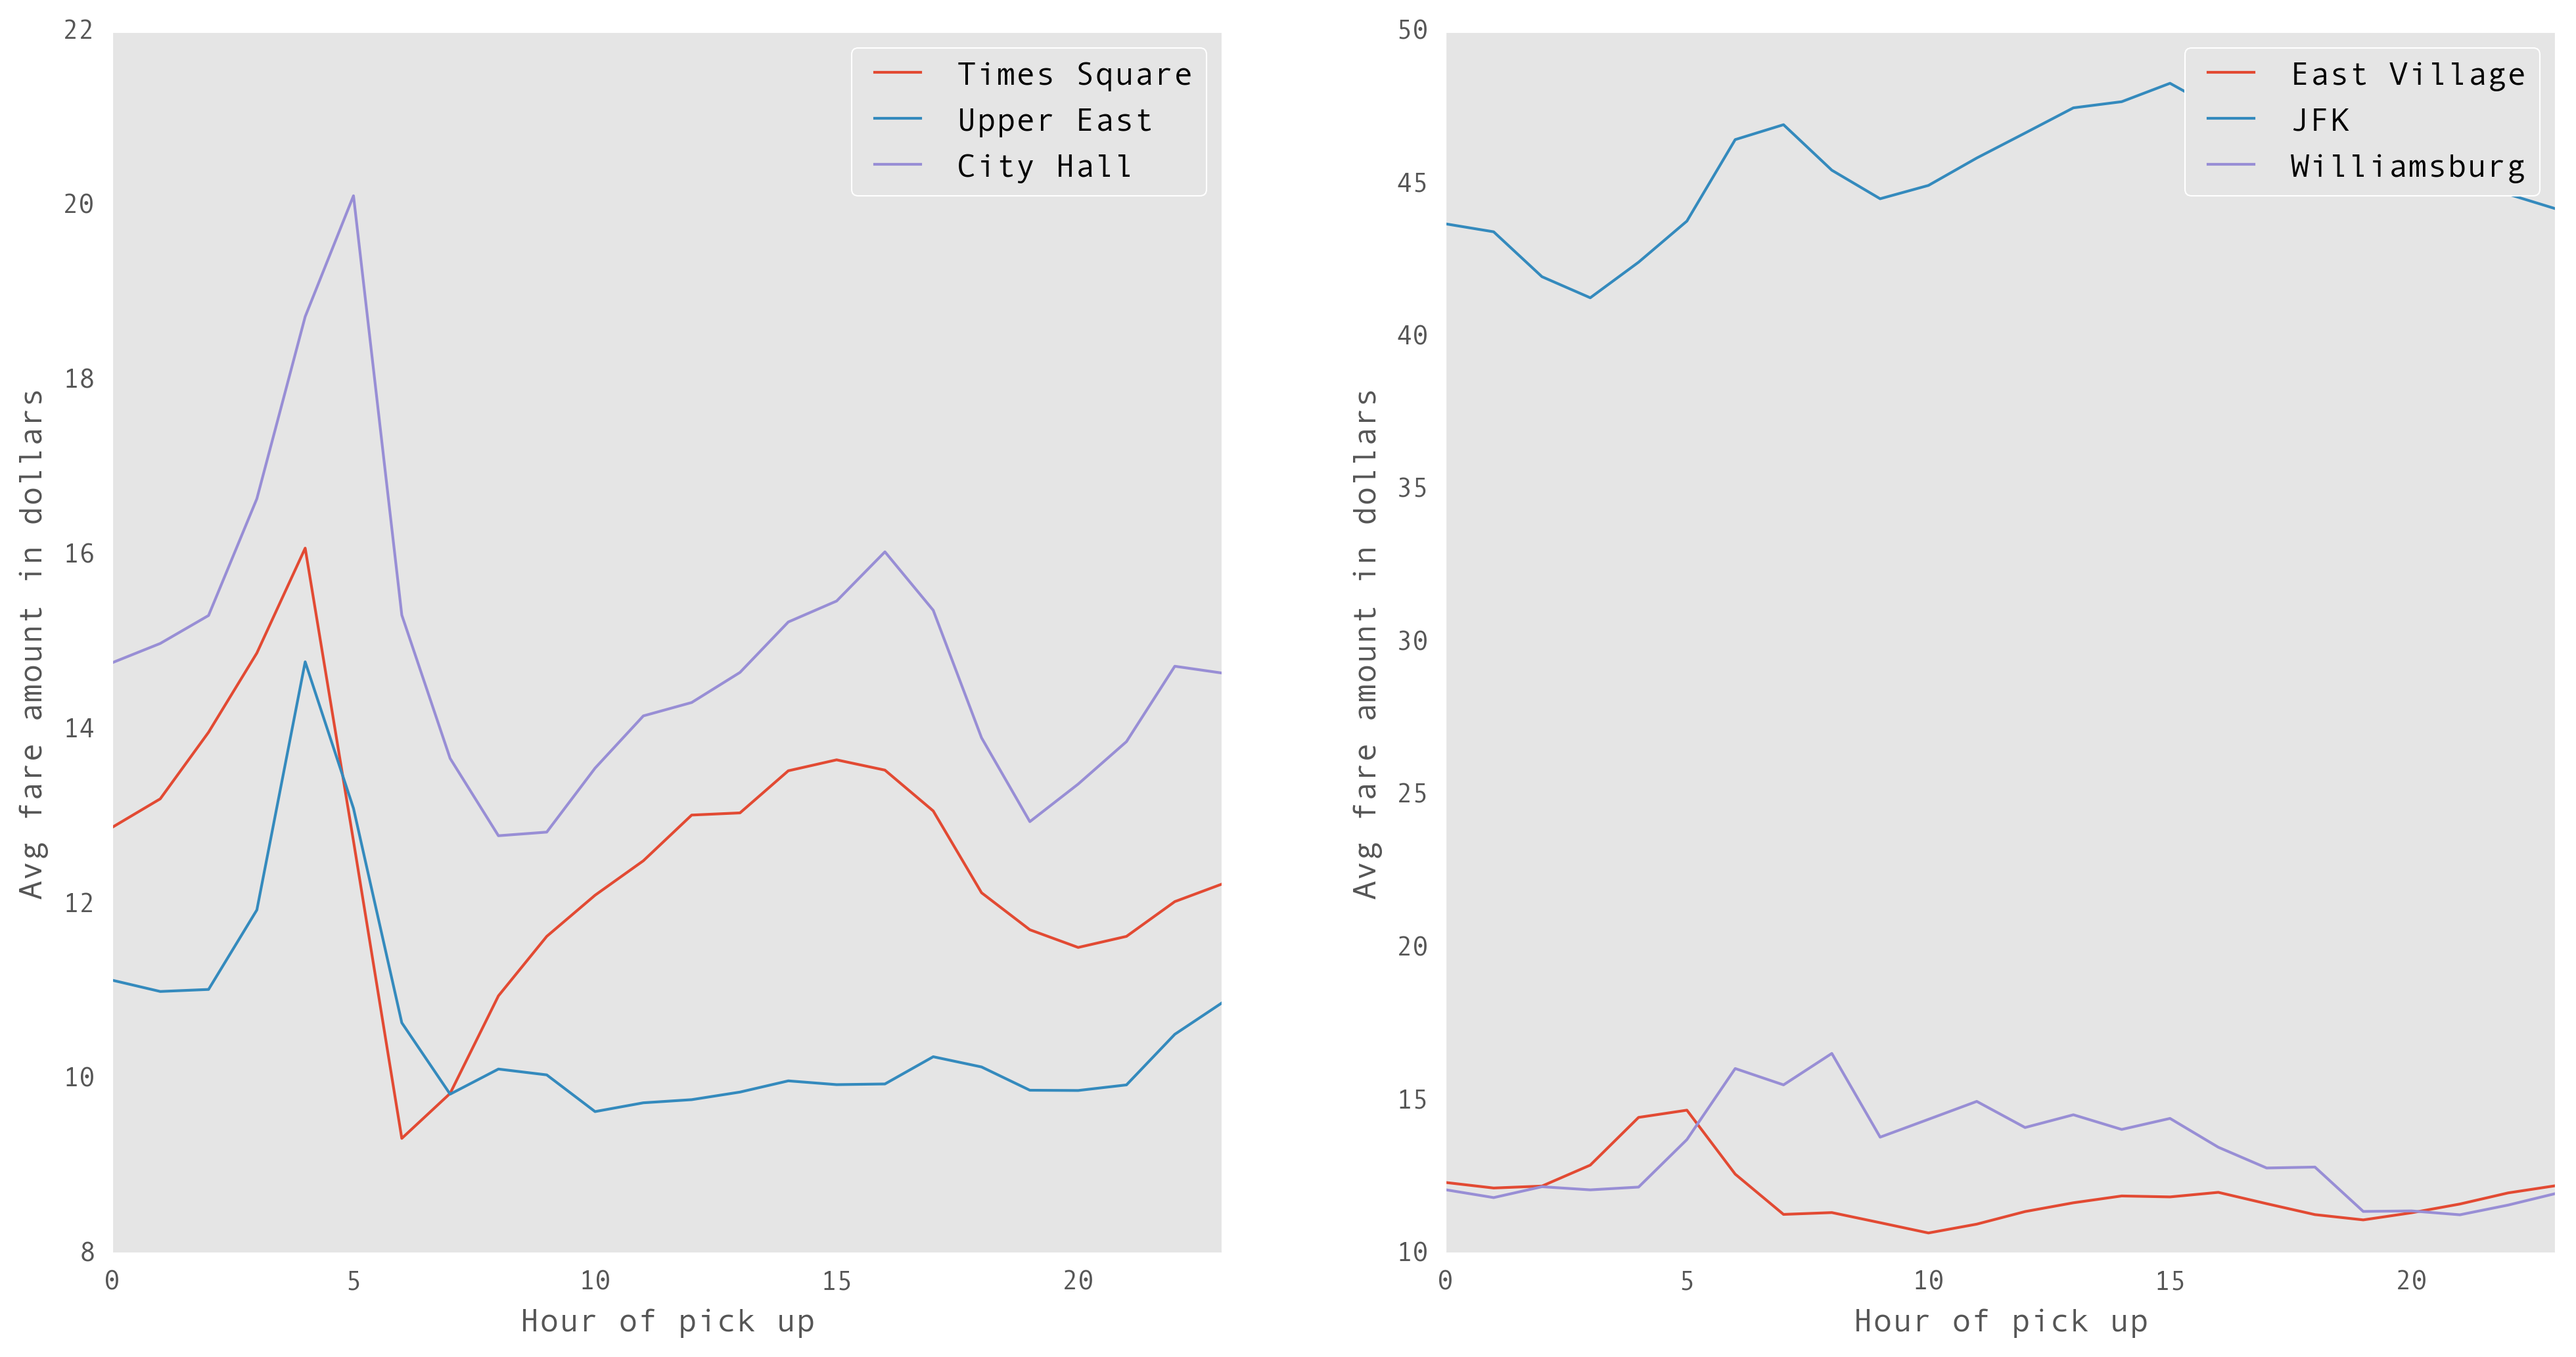 22
20
18
16
14
12
10
8
Avg fare amount in dollars
Times Square
Upper East
City Hall
0 5 10 15 20
Hour of pick up
50
45
40
35
30
25
20
15
10
Avg fare amount in dollars
East Village
JFK
Williamsburg
0 5 10 15 20
Hour of pick up